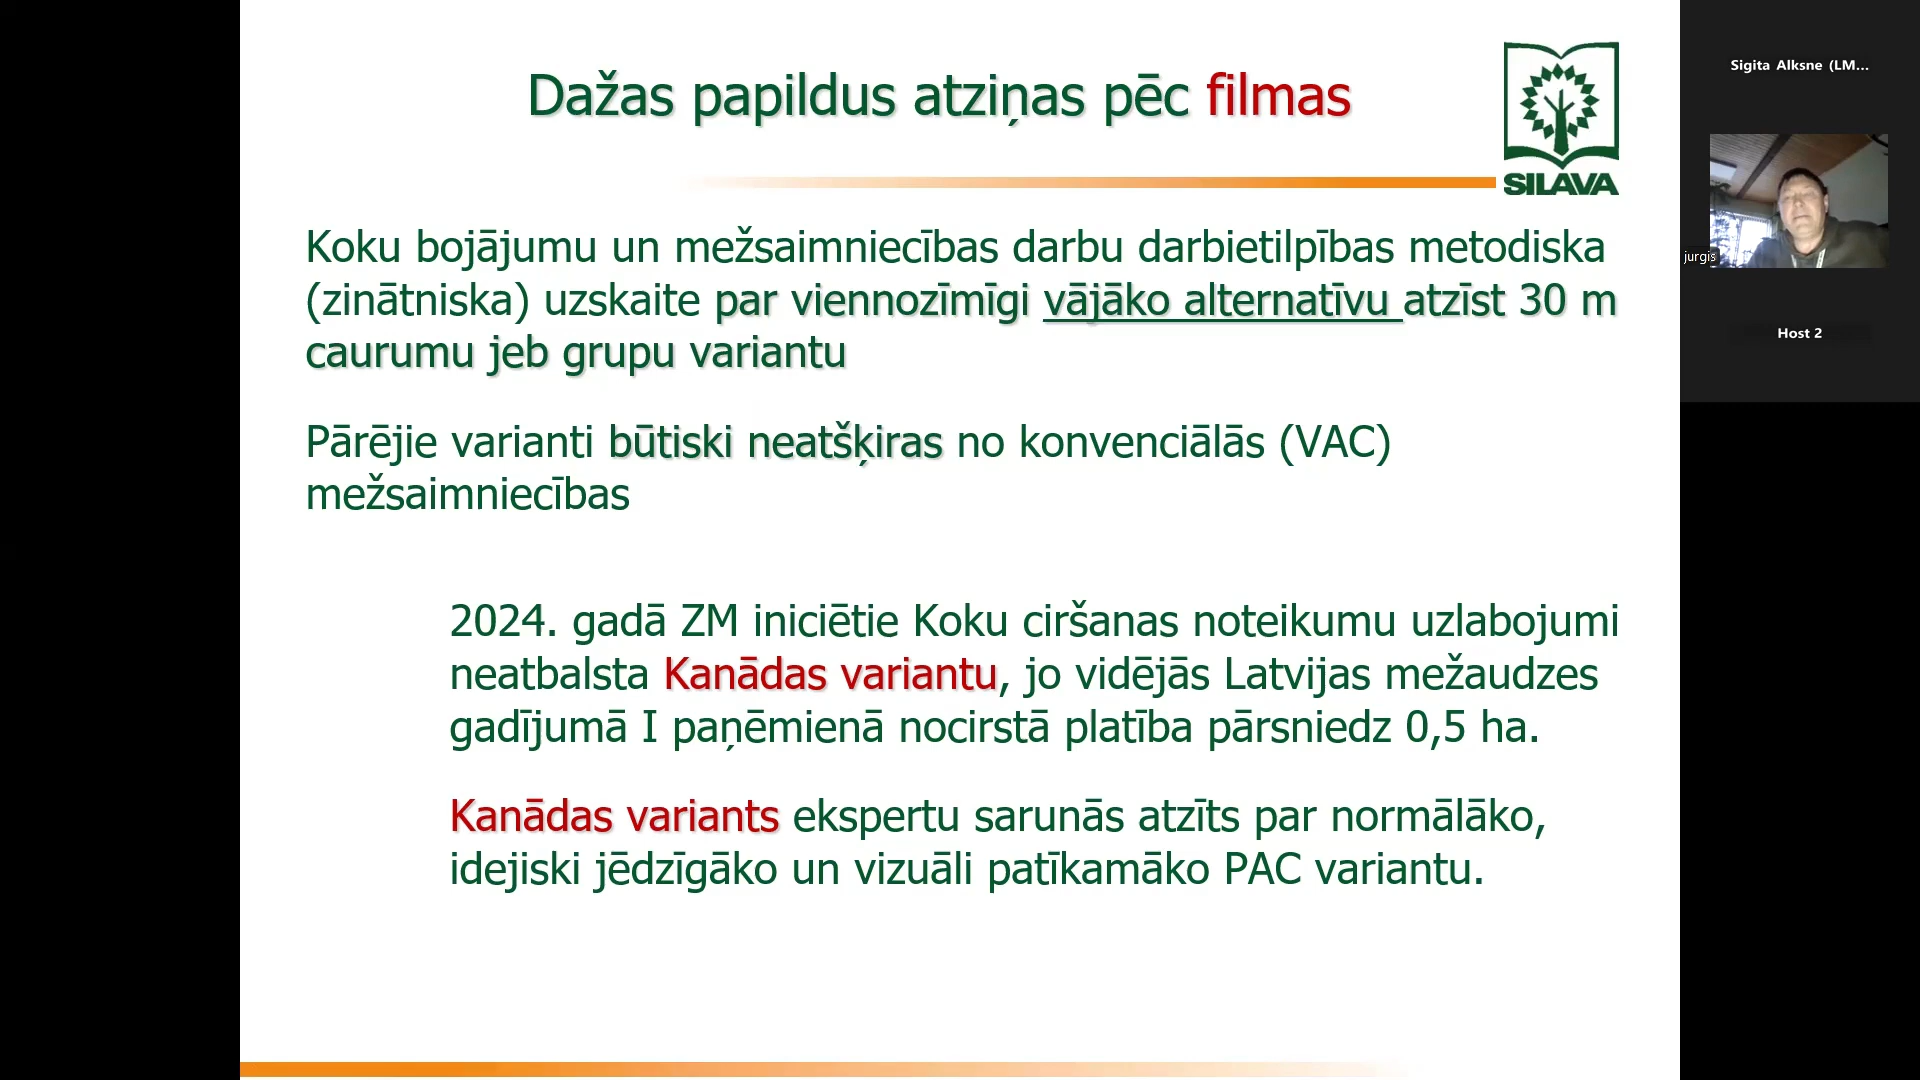 Dažas papildus atziņas pēc filmas
SILAVA
Koku bojājumu un mežsaimniecības darbu darbietilpības metodiska
(zinātniska) uzskaite par viennozīmīgi vājāko alternatīvu atzīst 30 m
caurumu jeb grupu variantu
Pārējie varianti būtiski neatšķiras no konvenciālās (VAC)
mežsaimniecības
2024. gadā ZM iniciētie Koku ciršanas noteikumu uzlabojumi
neatbalsta Kanādas variantu, jo vidējās Latvijas mežaudzes
gadījumā I paņēmienā nocirstā platība pārsniedz 0,5 ha.
Kanādas variants ekspertu sarunās atzīts par normālāko,
idejiski jēdzīgāko un vizuāli patīkamāko PAC variantu.
Sigita Alksne (LM...
jurgis
Host 2